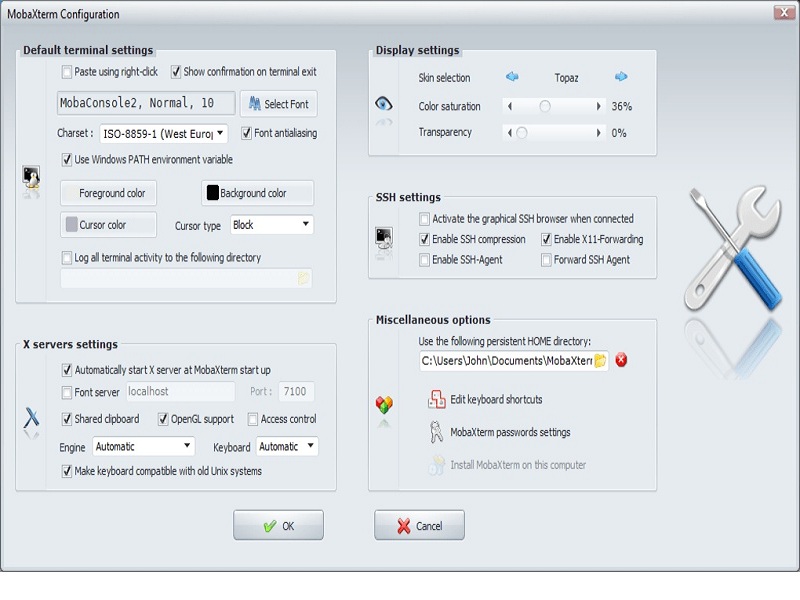 MobaXterm Configuration
Default terminal settings
Paste using right-click Show confirmation on terminal exit
MobaConsole2, Normal, 10 Select Font
Charset : ISO-8859-1 (West Europ Font antialiasing
Use Windows PATH environment variable
Foreground color Background color
Cursor color Cursor type Block
Log all terminal activity to the following directory
X servers settings
Automatically start X server at MobaXterm start up
Font server localhost Port : 7100
Shared clipboard OpenGL support Access control
Engine Automatic Keyboard Automatic
Make keyboard compatible with old Unix systems
Display settings
Skin selection Topaz
Color saturation 36%
Transparency 0%
SSH settings
Activate the graphical SSH browser when connected
Enable SSH compression Enable X11-Forwarding
Enable SSH-Agent Forward SSH Agent
Miscellaneous options
Use the following persistent HOME directory:
C:\Users\John\Documents\MobaXterm
Edit keyboard shortcuts
MobaXterm passwords settings
Install MobaXterm on this computer
OK Cancel